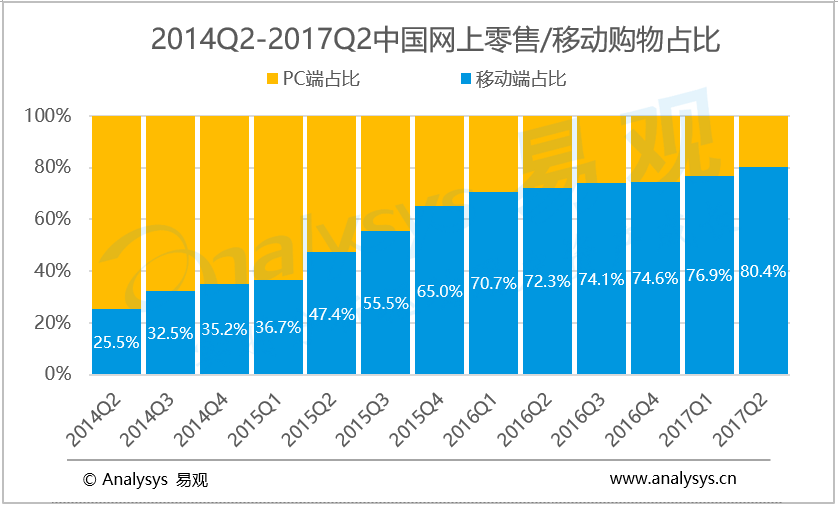 2014Q2-2017Q2中国网上零售/移动购物占比
PC端占比 移动端占比
100%
80%
60%
40%
20%
0%
25.5% 32.5% 35.2% 36.7% 47.4% 55.5% 65.0% 70.7% 72.3% 74.1% 74.6% 76.9% 80.4%
2014Q2 2014Q3 2014Q4 2015Q1 2015Q2 2015Q3 2015Q4 2016Q1 2016Q2 2016Q3 2016Q4 2017Q1 2017Q2
Analysys 易观
© Analysys 易观 www.analysys.cn